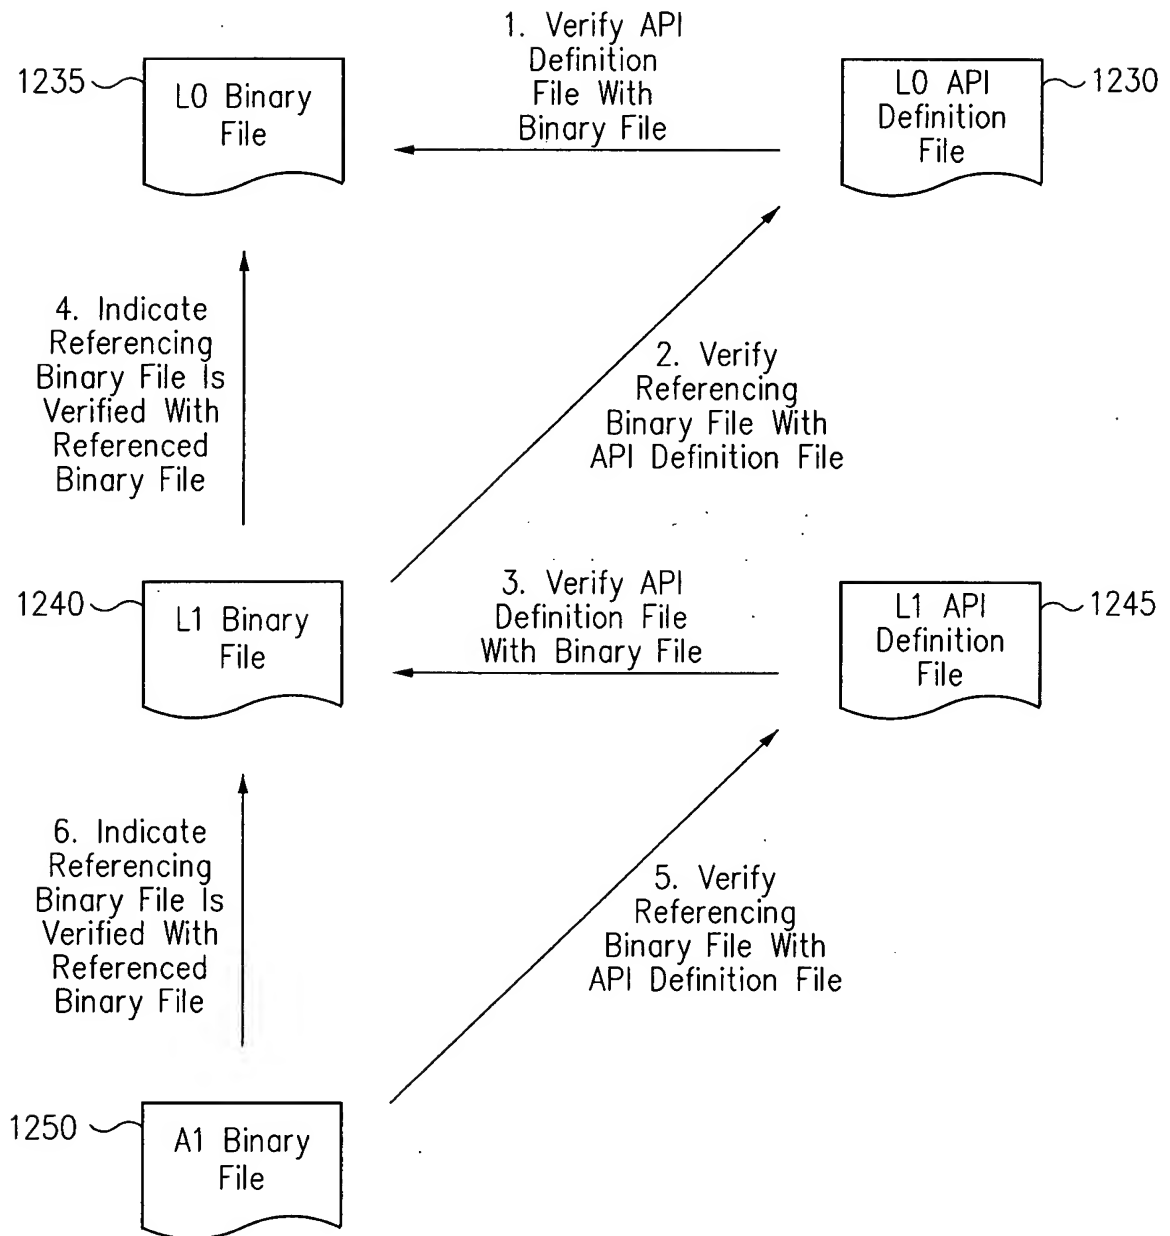 1. Verify API
Definition
File With
Binary File
1235
L0 Binary
File
L0 API
Definition
File
1230
4. Indicate
Referencing
Binary File Is
Verified With
Referenced
Binary File
2. Verify
Referencing
Binary File With
API Definition File
1240
L1 Binary
File
3. Verify API
Definition File
With Binary File
L1 API
Definition
File
1245
6. Indicate
Referencing
Binary File Is
Verified With
Referenced
Binary File
5. Verify
Referencing
Binary File With
API Definition File
1250
A1 Binary
File